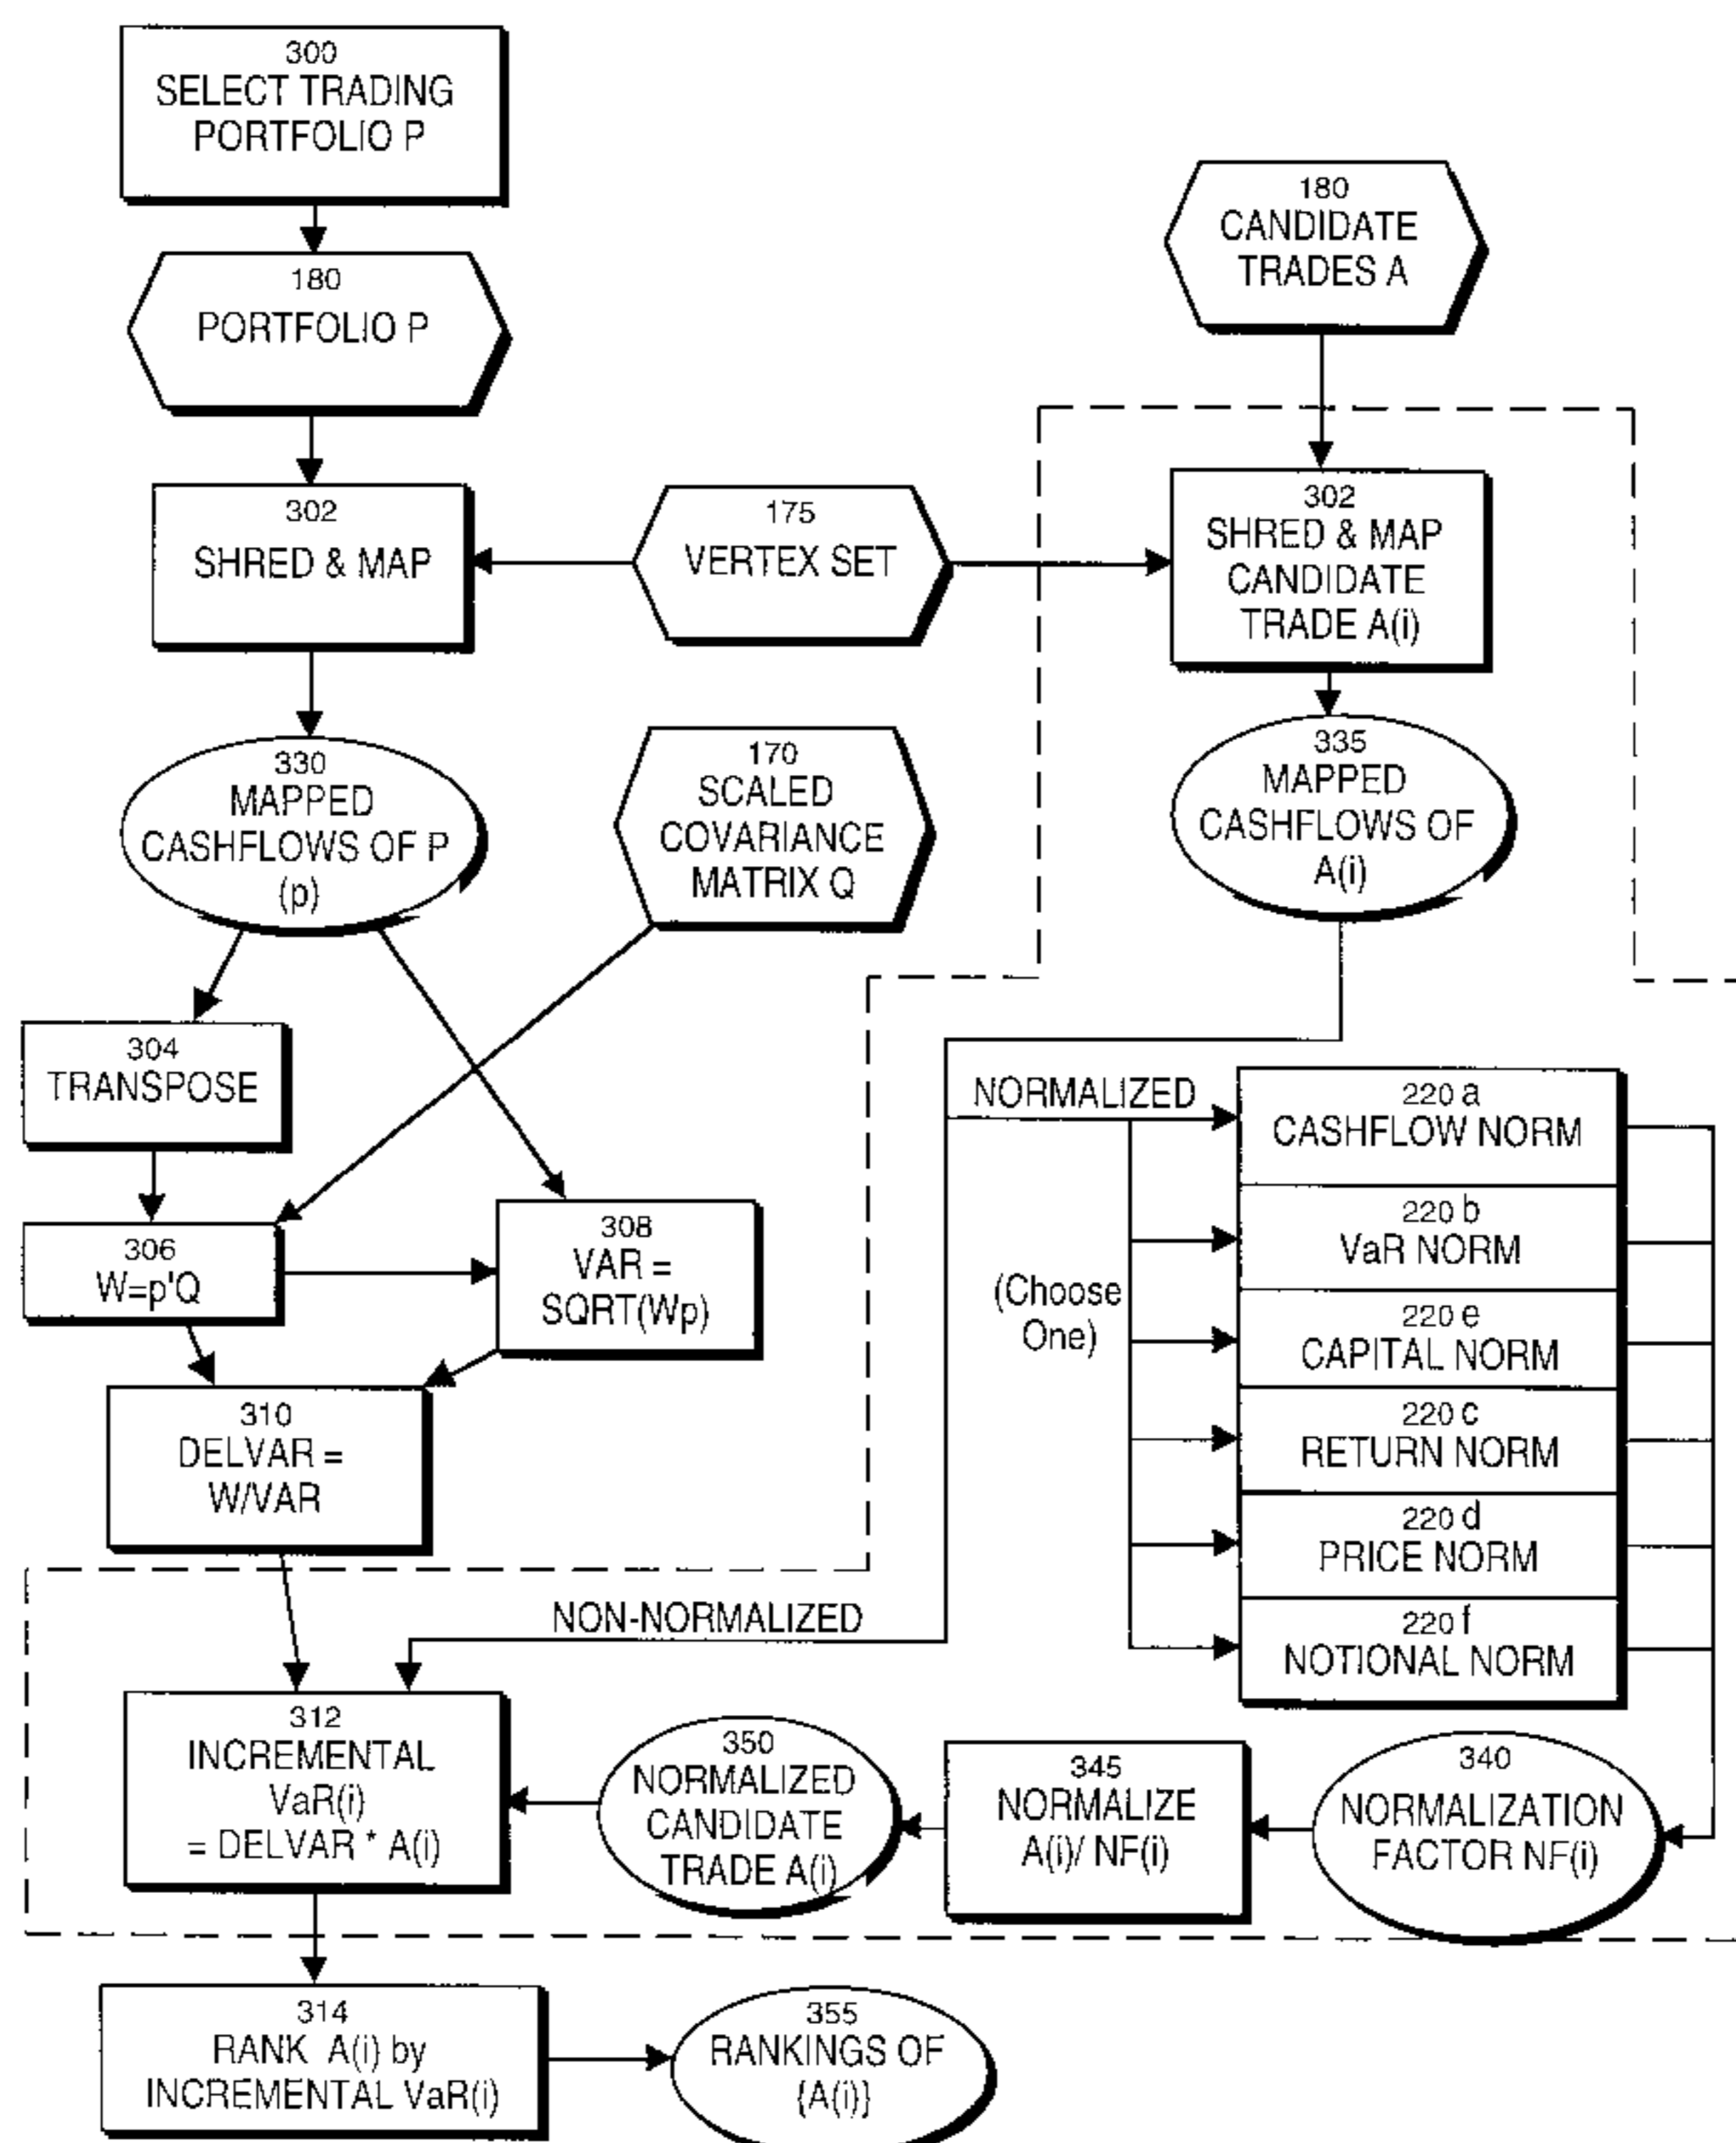 300
SELECT TRADING
PORTFOLIO P
180
PORTFOLIO P
180
CANDIDATE
TRADES A
302
SHRED & MAP
175
VERTEX SET
302
SHRED & MAP
CANDIDATE
TRADE A(i)
330
MAPPED
CASHFLOWS OF P
(p)
170
SCALED
COVARIANCE
MATRIX Q
335
MAPPED
CASHFLOWS OF
A(i)
304
TRANSPOSE
306
W=p'Q
308
VAR =
SQRT(Wp)
310
DELVAR =
W/VAR
NORMALIZED
(Choose
One)
220 a
CASHFLOW NORM
220 b
VaR NORM
220 e
CAPITAL NORM
220 c
RETURN NORM
220 d
PRICE NORM
220 f
NOTIONAL NORM
NON-NORMALIZED
312
INCREMENTAL
VaR(i)
= DELVAR * A(i)
350
NORMALIZED
CANDIDATE
TRADE A(i)
345
NORMALIZE
A(i)/ NF(i)
340
NORMALIZATION
FACTOR NF(i)
314
RANK A(i) by
INCREMENTAL VaR(i)
355
RANKINGS OF
{A(i)}